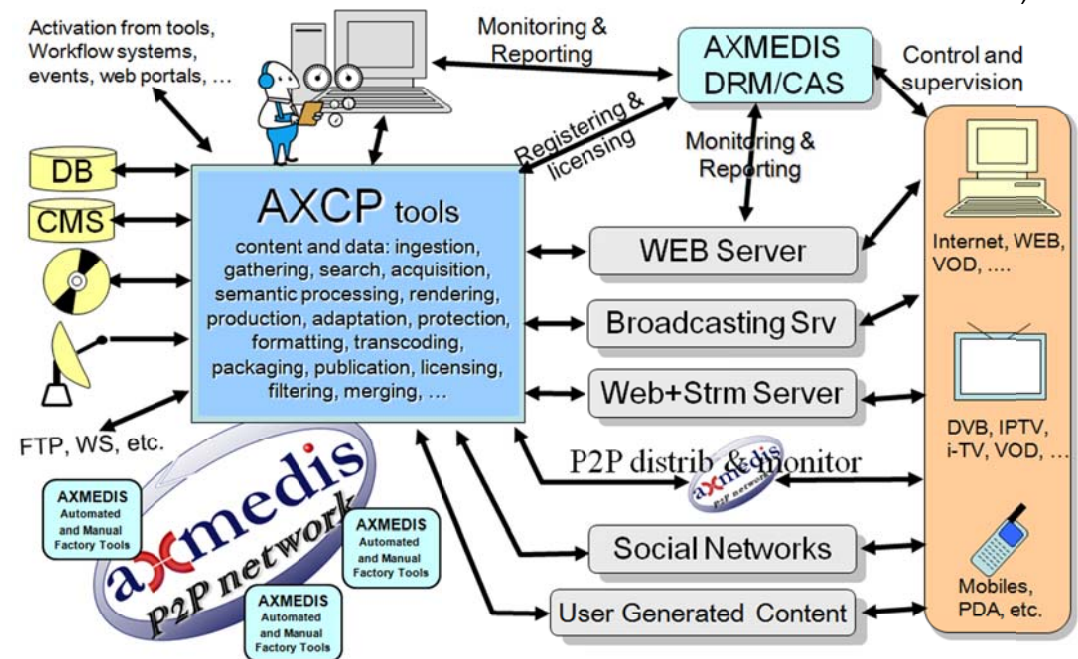 Activation from tools,
Workflow systems,
events, web portals, …
Monitoring &
Reporting
AXMEDIS
DRM/CAS
Control and
supervision
Registering &
licensing
Monitoring &
Reporting
DB
CMS
FTP, WS, etc.
AXCP tools
content and data: ingestion,
gathering, search, acquisition,
semantic processing, rendering,
production, adaptation, protection,
formatting, transcoding,
packaging, publication, licensing,
filtering, merging, …
WEB Server
Broadcasting Srv
Web+Strm Server
P2P distrib & monitor
axmedis
P2P network
Social Networks
User Generated Content
Internet, WEB,
VOD, ….
DVB, IPTV,
i-TV, VOD, …
Mobiles,
PDA, etc.
axmedis
P2P network
AXMEDIS
Automated
and Manual
Factory Tools
AXMEDIS
Automated
and Manual
Factory Tools
AXMEDIS
Automated
and Manual
Factory Tools